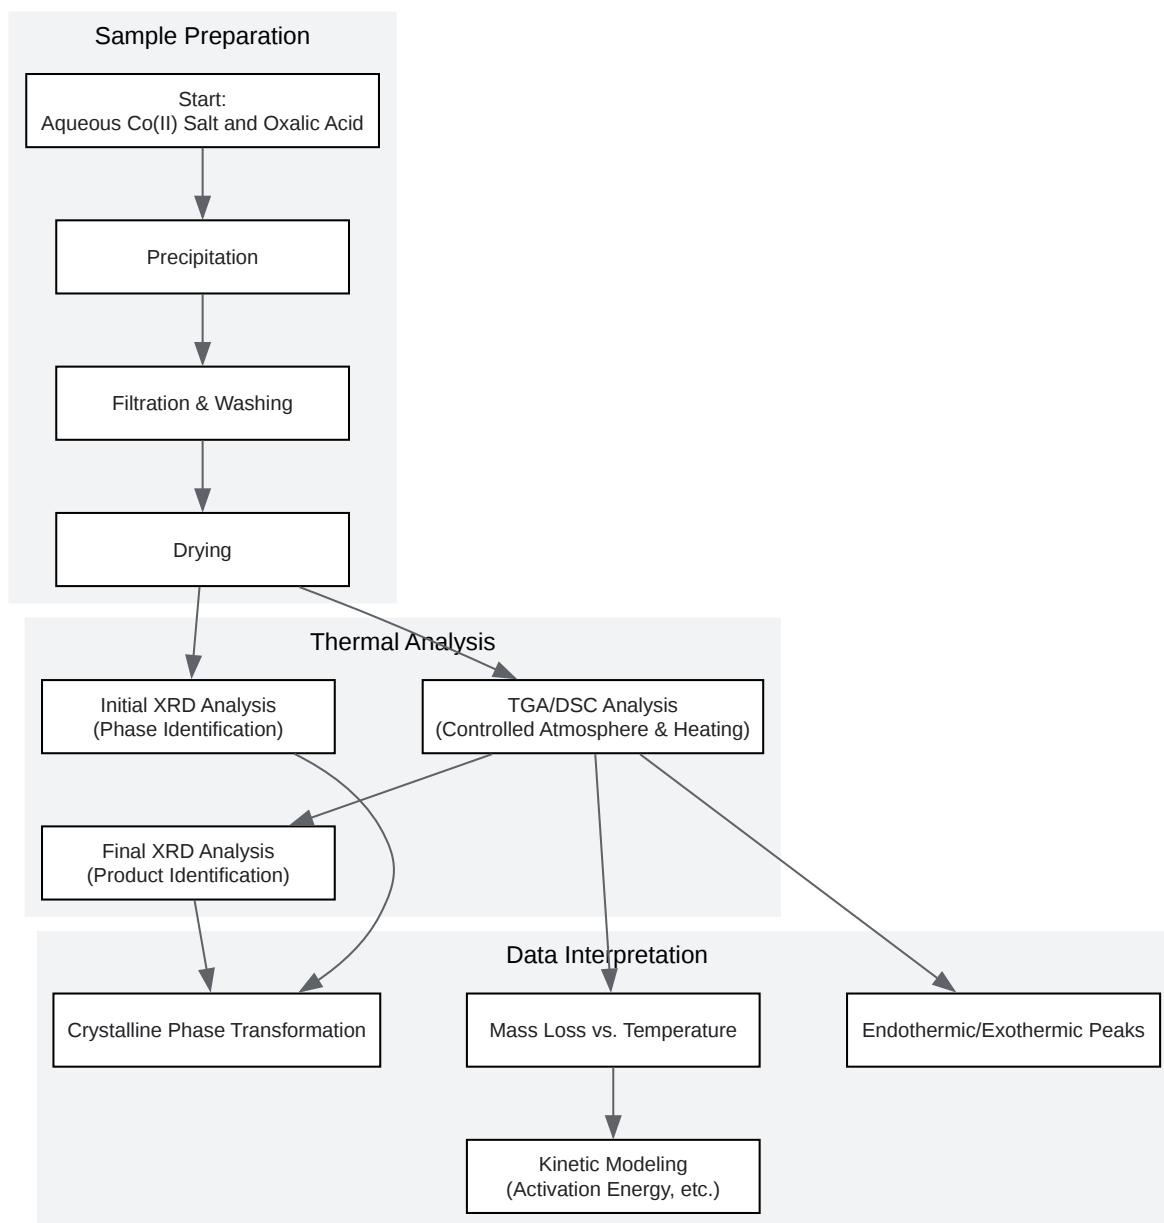 Sample Preparation
Start:
Aqueous Co(II) Salt and Oxalic Acid
Precipitation
Filtration & Washing
Drying
Thermal Analysis
Initial XRD Analysis
(Phase Identification)
TGA/DSC Analysis
(Controlled Atmosphere & Heating)
Final XRD Analysis
(Product Identification)
Data Interpretation
Crystalline Phase Transformation
Mass Loss vs. Temperature
Endothermic/Exothermic Peaks
Kinetic Modeling
(Activation Energy, etc.)